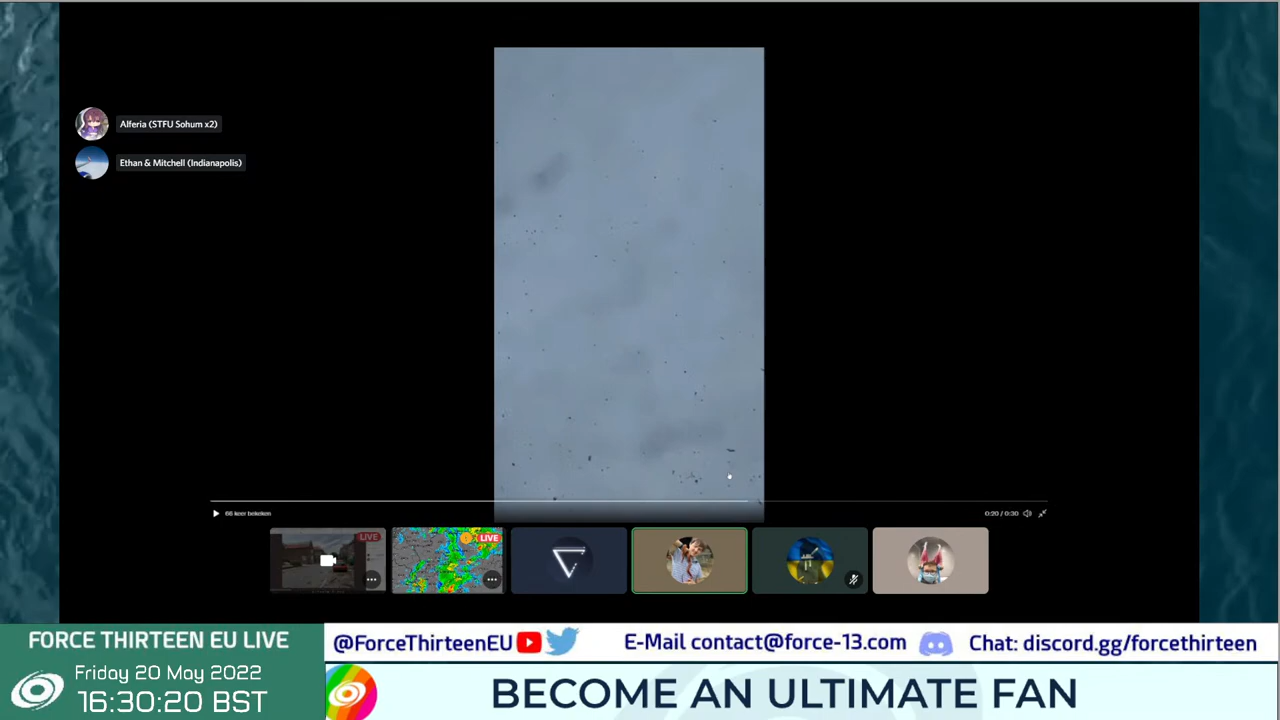 Alferia (STFU Sohum x2)
Ethan & Mitchell (Indianapolis)
66 keer bekeken
0:20 / 0:30
LIVE
LIVE
FORCE THIRTEEN EU LIVE
Friday 20 May 2022
16:30:20 BST
@ForceThirteenEU
E-Mail contact@force-13.com
Chat: discord.gg/forcethirteen
BECOME AN ULTIMATE FAN